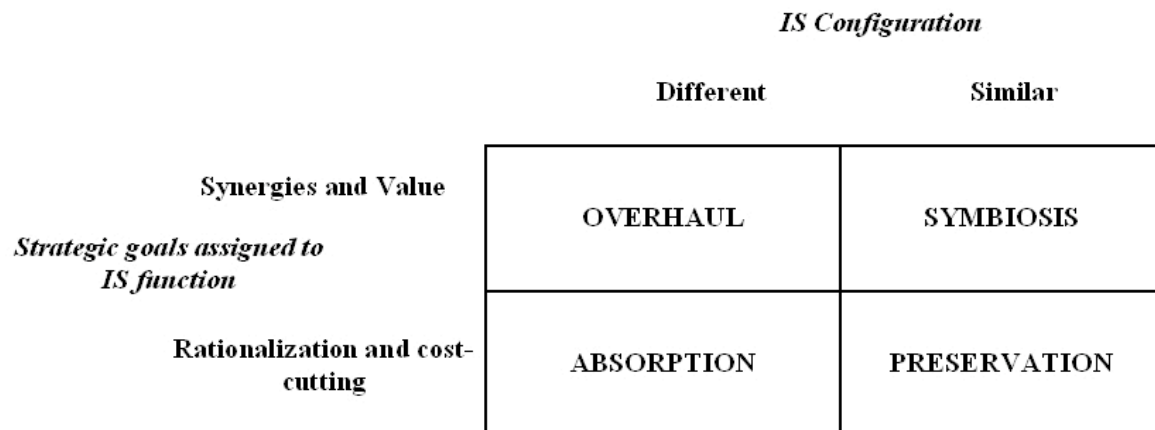 IS Configuration
Different Similar
Synergies and Value
OVERHAUL SYMBIOSIS
Strategic goals assigned to
IS function
Rationalization and cost-
cutting
ABSORPTION PRESERVATION